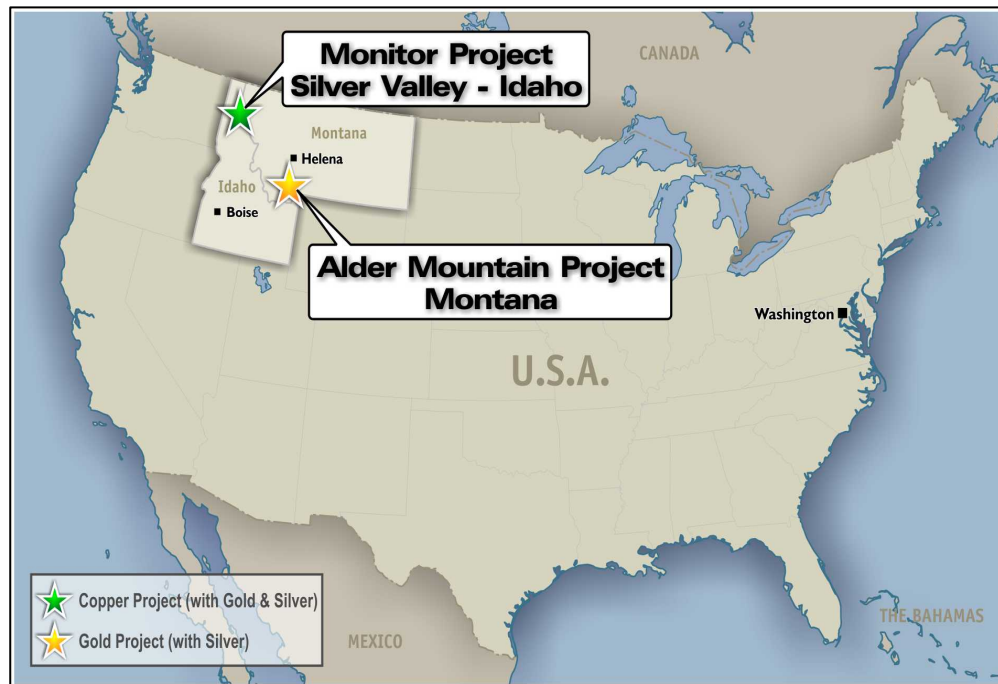 Monitor Project
Silver Valley - Idaho
CANADA
Montana
Helena
Idaho
Boise
Alder Mountain Project
Montana
Washington
U.S.A.
Copper Project (with Gold & Silver)
Gold Project (with Silver)
MEXICO
THE BAHAMAS